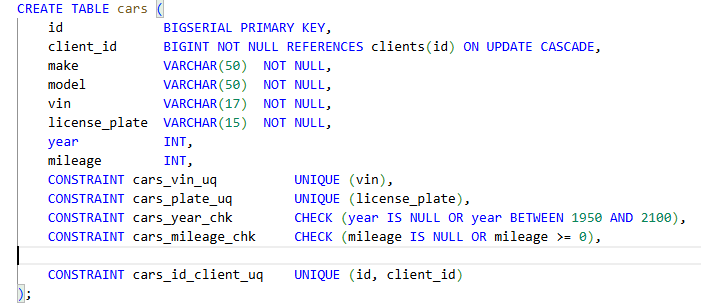 CREATE TABLE cars (
    id             BIGSERIAL PRIMARY KEY,
    client_id      BIGINT NOT NULL REFERENCES clients(id) ON UPDATE CASCADE,
    make           VARCHAR(50)  NOT NULL,
    model          VARCHAR(50)  NOT NULL,
    vin            VARCHAR(17)  NOT NULL,
    license_plate  VARCHAR(15)  NOT NULL,
    year           INT,
    mileage        INT,
    CONSTRAINT cars_vin_uq          UNIQUE (vin),
    CONSTRAINT cars_plate_uq        UNIQUE (license_plate),
    CONSTRAINT cars_year_chk        CHECK (year IS NULL OR year BETWEEN 1950 AND 2100),
    CONSTRAINT cars_mileage_chk     CHECK (mileage IS NULL OR mileage >= 0),

    CONSTRAINT cars_id_client_uq    UNIQUE (id, client_id)
);